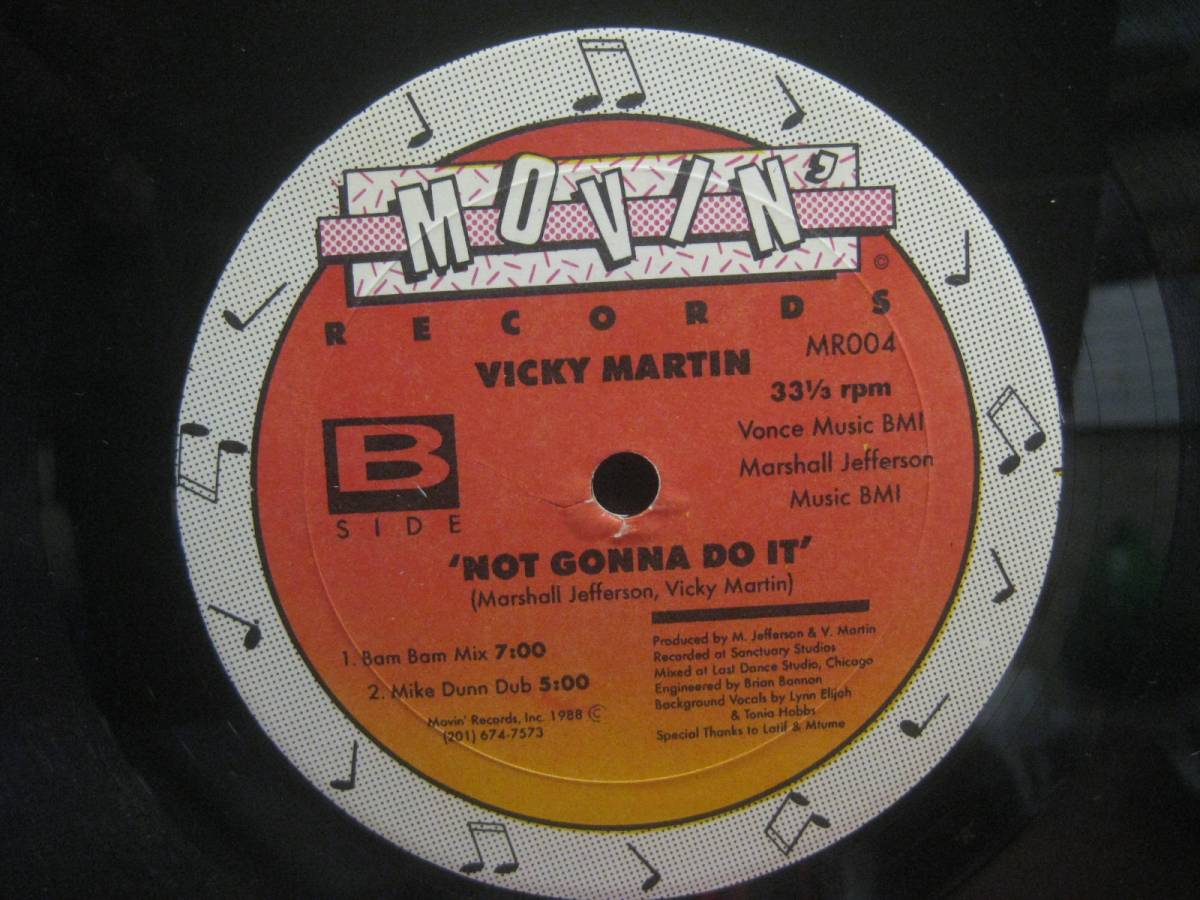 MOVIN'
©
RECORDS
VICKY MARTIN
MR004
33⅓ rpm
Vonce Music BMI
Marshall Jefferson
Music BMI
B
SIDE
'NOT GONNA DO IT'
(Marshall Jefferson, Vicky Martin)
1. Bam Bam Mix 7:00
2. Mike Dunn Dub 5:00
Movin' Records, Inc. 1988 ©
(201) 674-7573
Produced by M. Jefferson & V. Martin
Recorded at Sanctuary Studios
Mixed at Last Dance Studio, Chicago
Engineered by Brian Bannon
Background Vocals by Lynn Elijah
& Tonia Hobbs
Special Thanks to Latif & Mtume